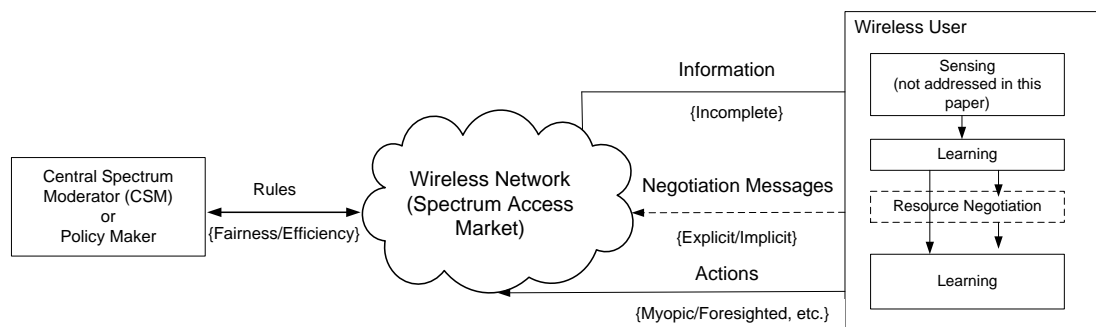 Central Spectrum
Moderator (CSM)
or
Policy Maker
Rules
{Fairness/Efficiency}
Wireless Network
(Spectrum Access
Market)
Information
{Incomplete}
Negotiation Messages
{Explicit/Implicit}
Actions
{Myopic/Foresighted, etc.}
Wireless User
Sensing
(not addressed in this
paper)
Learning
Resource Negotiation
Learning